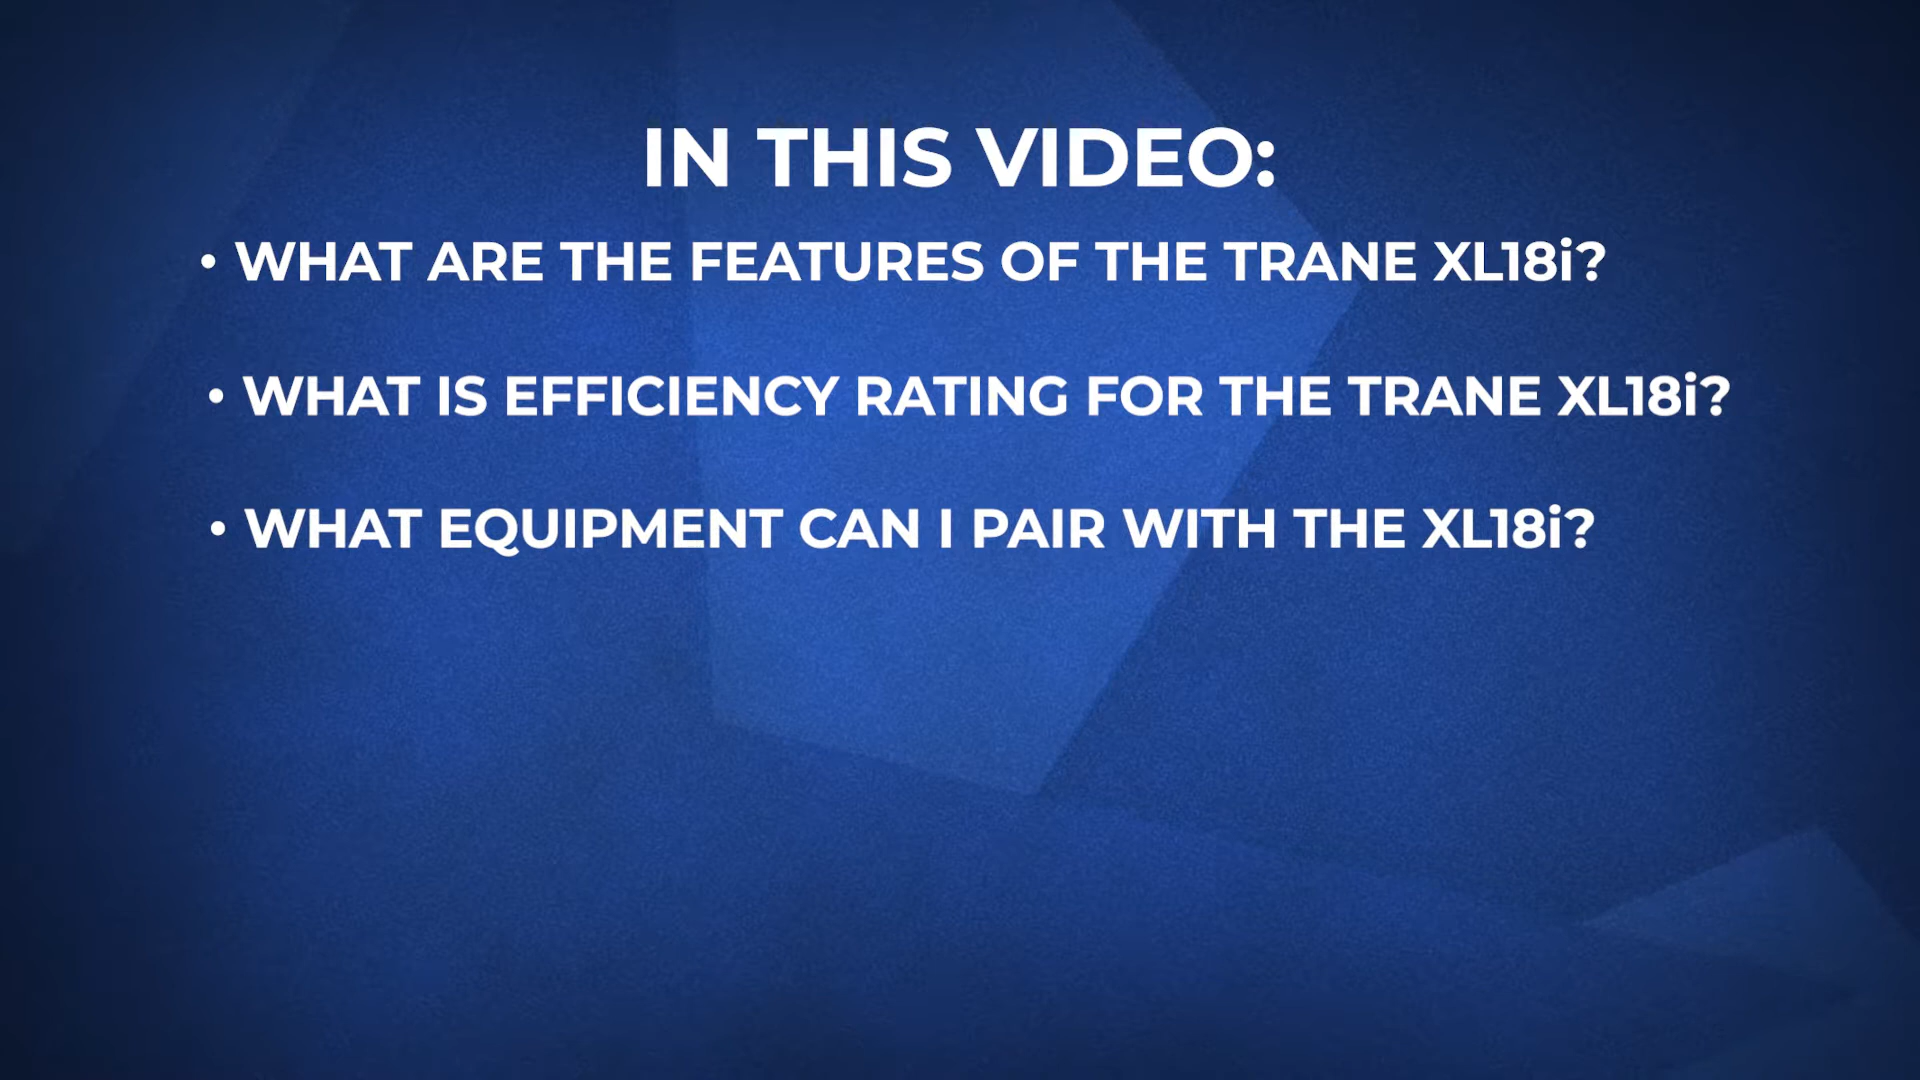 IN THIS VIDEO:
• WHAT ARE THE FEATURES OF THE TRANE XL18i?
• WHAT IS EFFICIENCY RATING FOR THE TRANE XL18i?
• WHAT EQUIPMENT CAN I PAIR WITH THE XL18i?